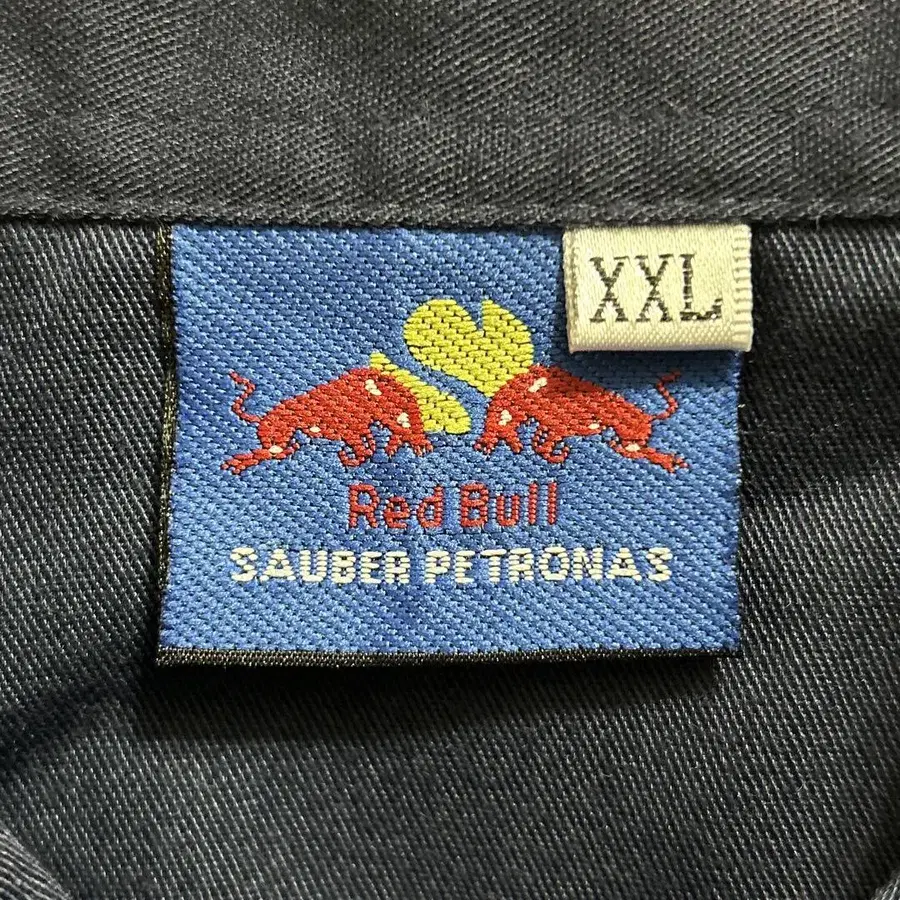 XXL
Red Bull
SAUBER PETRONAS